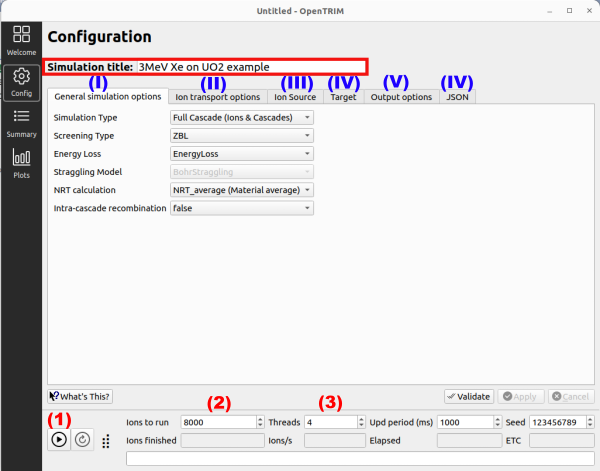 Untitled - OpenTRIM
Welcome
Config
Summary
Plots
Configuration
Simulation title: 3MeV Xe on UO2 example
(I) (II) (III) (IV) (V) (IV)
General simulation options Ion transport options Ion Source Target Output options JSON
Simulation Type Full Cascade (Ions & Cascades)
Screening Type ZBL
Energy Loss EnergyLoss
Straggling Model BohrStraggling
NRT calculation NRT_average (Material average)
Intra-cascade recombination false
What's This? Validate Apply Cancel
(1) (2) (3)
Ions to run 8000 Threads 4 Upd period (ms) 1000 Seed 123456789
Ions finished Ions/s Elapsed ETC